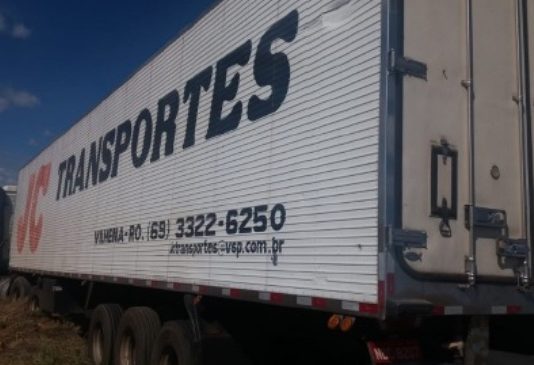 JC TRANSPORTES
VILHENA-RO. (69) 3322-6250
jctransportes@vsp.com.br